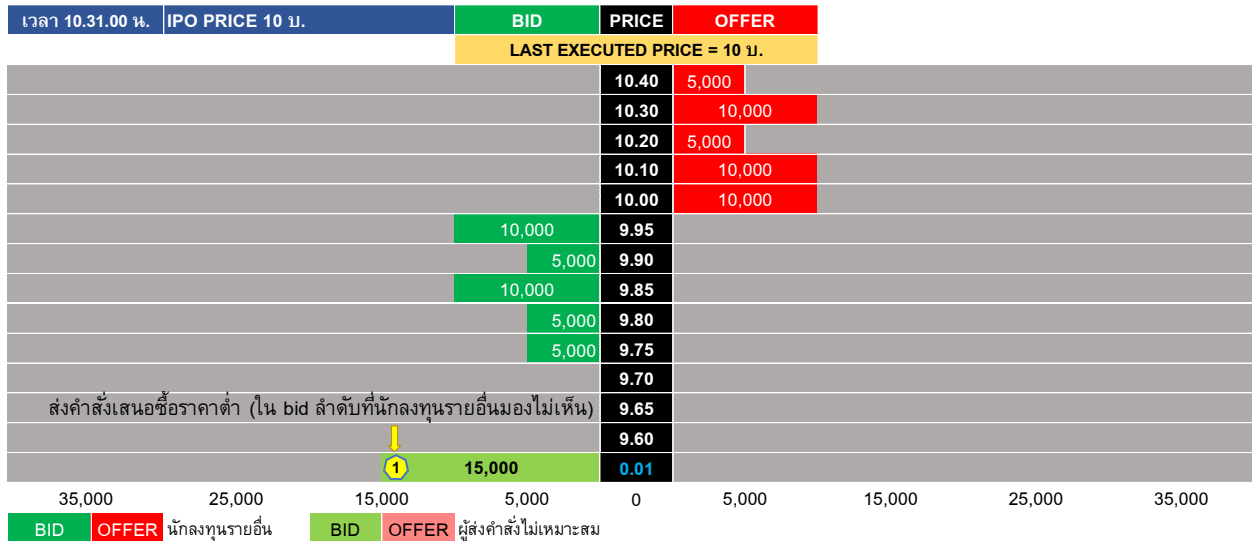 เวลา 10.31.00 น. IPO PRICE 10 บ. BID PRICE OFFER
LAST EXECUTED PRICE = 10 บ.
10.40 5,000
10.30 10,000
10.20 5,000
10.10 10,000
10.00 10,000
10,000 9.95
5,000 9.90
10,000 9.85
5,000 9.80
5,000 9.75
9.70
ส่งคำสั่งเสนอซื้อราคาต่ำ (ใน bid ลำดับที่นักลงทุนรายอื่นมองไม่เห็น) 9.65
9.60
1 15,000 0.01
35,000 25,000 15,000 5,000 0 5,000 15,000 25,000 35,000
BID OFFER นักลงทุนรายอื่น BID OFFER ผู้ส่งคำสั่งไม่เหมาะสม